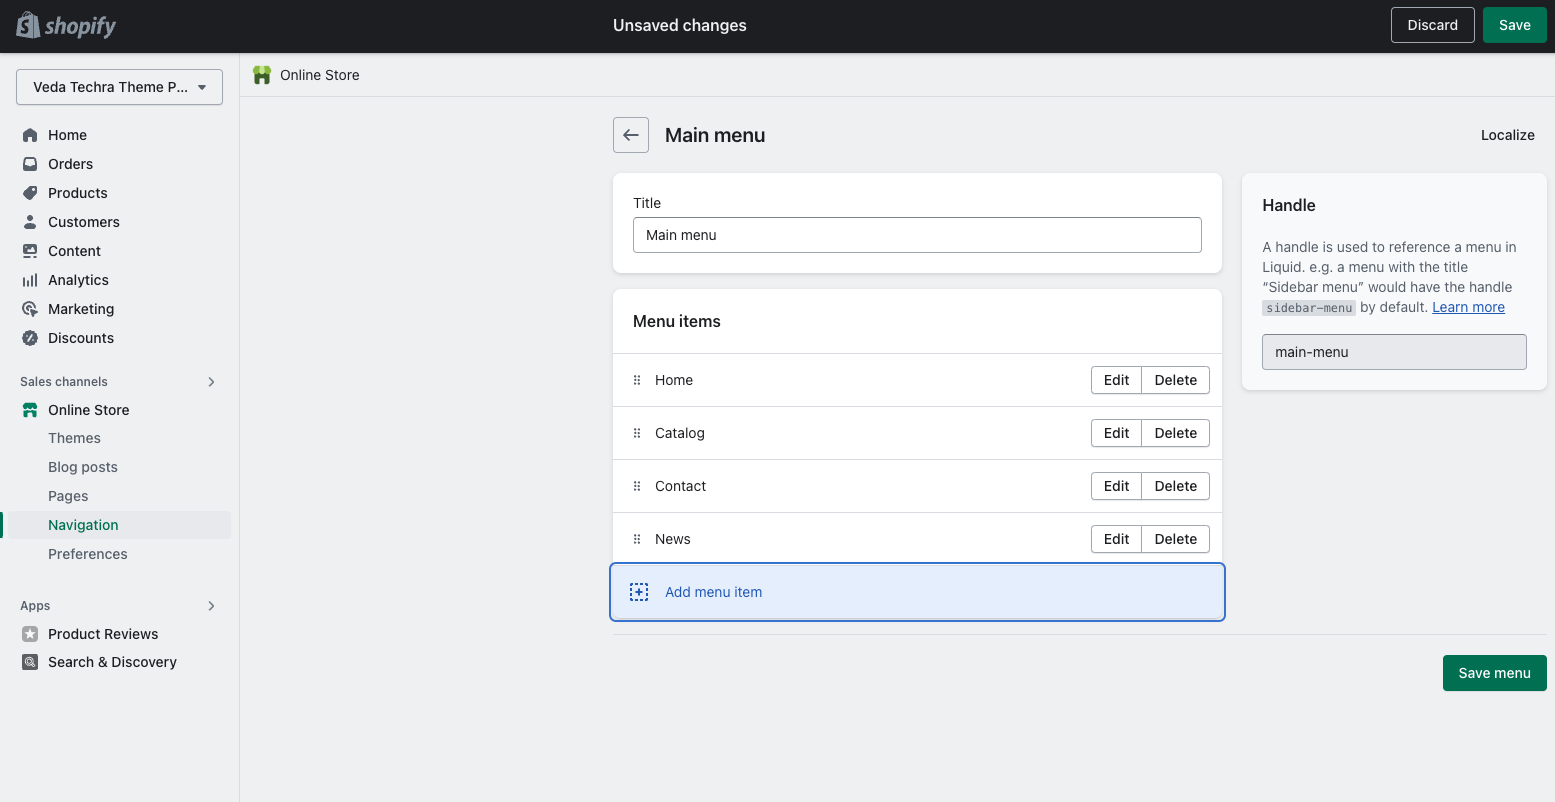 shopify
Unsaved changes
Discard
Save
Veda Techra Theme P...
Online Store
Home
Orders
Products
Customers
Content
Analytics
Marketing
Discounts
Sales channels
Online Store
Themes
Blog posts
Pages
Navigation
Preferences
Apps
Product Reviews
Search & Discovery
Main menu
Localize
Title
Main menu
Menu items
Home
Edit
Delete
Catalog
Edit
Delete
Contact
Edit
Delete
News
Edit
Delete
Add menu item
Handle
A handle is used to reference a menu in
Liquid. e.g. a menu with the title
“Sidebar menu” would have the handle
sidebar-menu by default. Learn more
main-menu
Save menu